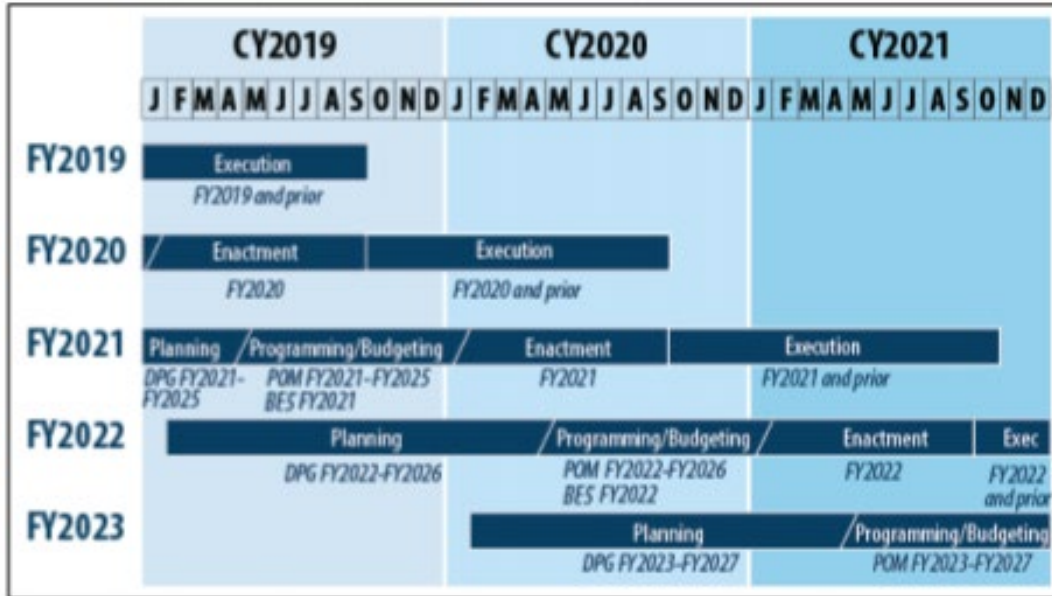 CY2019 CY2020 CY2021
J F M A M J J A S O N D J F M A M J J A S O N D J F M A M J J A S O N D
FY2019 Execution
FY2019 and prior
FY2020 Enactment Execution
FY2020 FY2020 and prior
FY2021 Planning Programming/Budgeting Enactment Execution
DPG FY2021- POM FY2021-FY2025 FY2021 FY2021 and prior
FY2025 BES FY2021
FY2022 Planning Programming/Budgeting Enactment Exec
DPG FY2022-FY2026 POM FY2022-FY2026 FY2022 FY2022
BES FY2022 and prior
FY2023 Planning Programming/Budgeting
DPG FY2023-FY2027 POM FY2023-FY2027